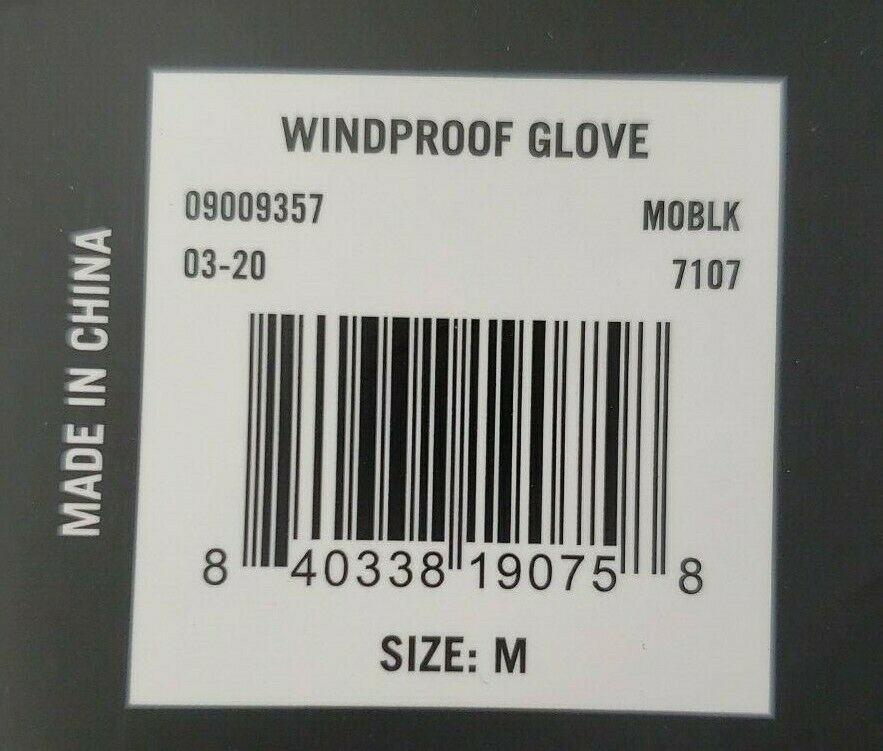 WINDPROOF GLOVE
09009357 MOBLK
03-20 7107
MADE IN CHINA
8 40338 19075 8
SIZE: M